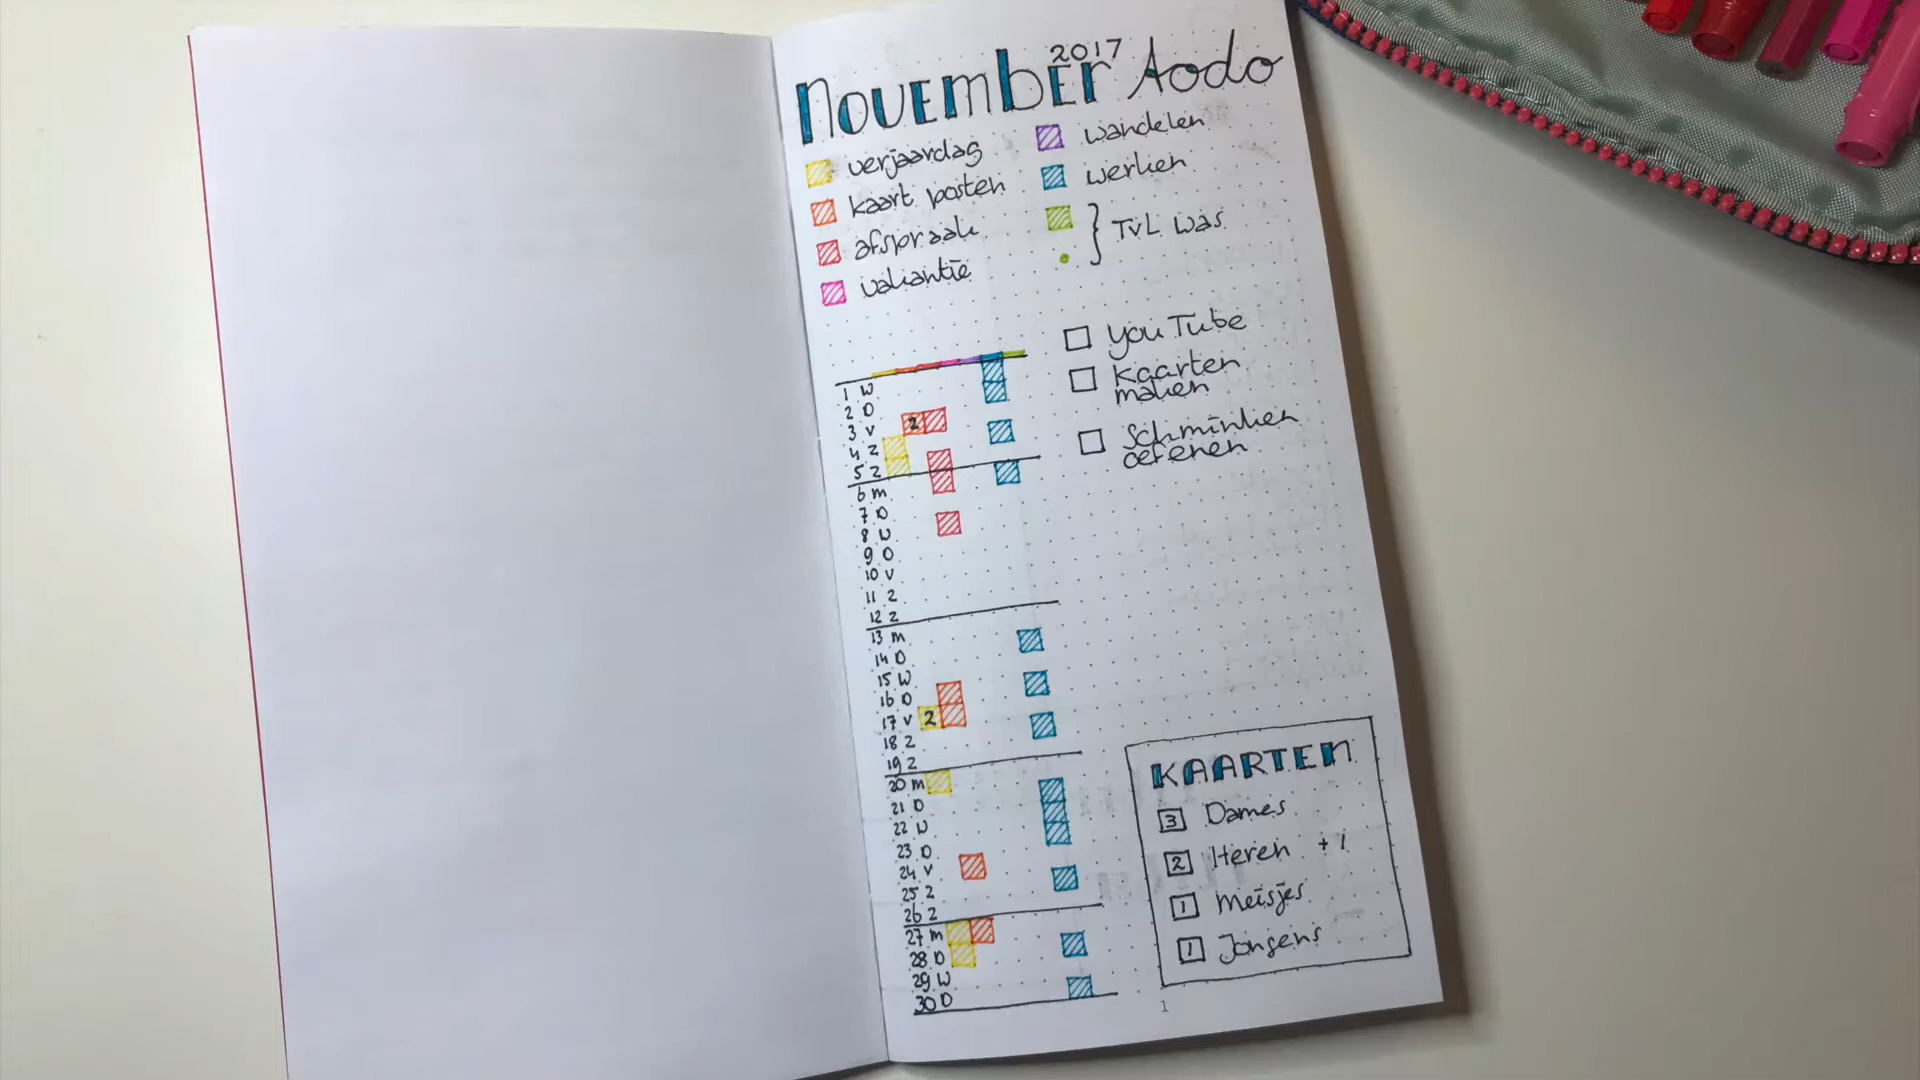 2017
November Aodo
verjaardag
kaart posten
afspraak
vakantie
wandelen
werken
} TvL was
YouTube
Kaarten
maken
Schminken
oefenen
1 W
2 D
3 V 2
4 Z
5 Z
6 M
7 D
8 W
9 D
10 V
11 Z
12 Z
13 M
14 D
15 W
16 D
17 V 2
18 Z
19 Z
20 M
21 D
22 W
23 D
24 V
25 Z
26 Z
27 M
28 D
29 W
30 D
KAARTEN
3 Dames
2 Heren + 1
1 Meisjes
1 Jongens
1